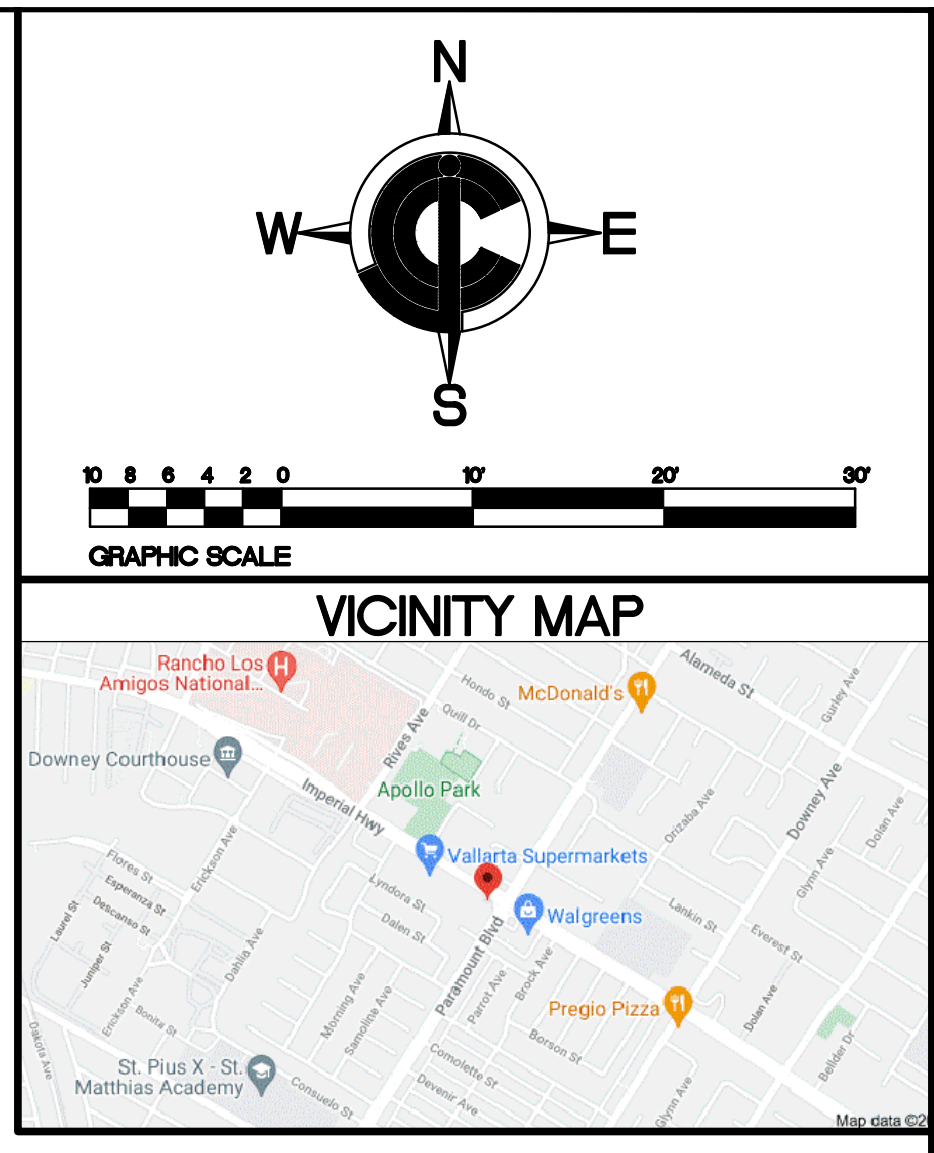 N
W
E
S
10 8 6 4 2 0 10' 20' 30'
GRAPHIC SCALE
VICINITY MAP
Rancho Los
Amigos National...
H
Alameda St
Hondo St
McDonald's
Gurley Ave
Quill Dr
Rives Ave
Downey Courthouse
Apollo Park
Imperial Hwy
Downey Ave
Orizaba Ave
Dolan Ave
Vallarta Supermarkets
Flores St
Erickson Ave
Esperanza St
Lyndora St
Glynn Ave
Descanso St
Laurel St
Dalen St
Walgreens
Lankin St
Everest St
Juniper St
Dahlia Ave
Paramount Blvd
Parrot Ave
Brock Ave
Morning Ave
Samoline Ave
Erickson Ave
Bonita St
Pregio Pizza
Dolan Ave
Borson St
Dakota Ave
Bellder Dr
Comolette St
St. Pius X - St.
Matthias Academy
Consuelo St
Devenir Ave
Glynn Ave
Map data ©20